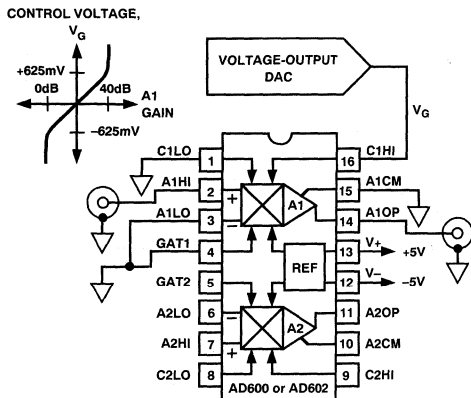 CONTROL VOLTAGE,
VG
+625mV
0dB
40dB
A1
GAIN
−625mV
VOLTAGE-OUTPUT
DAC
VG
C1LO
1
16
C1HI
A1HI
2
+
A1
15
A1CM
A1LO
3
−
14
A1OP
GAT1
4
REF
13
V+
+5V
GAT2
5
12
V−
−5V
A2LO
6
−
A2
11
A2OP
A2HI
7
+
10
A2CM
C2LO
8
9
C2HI
AD600 or AD602